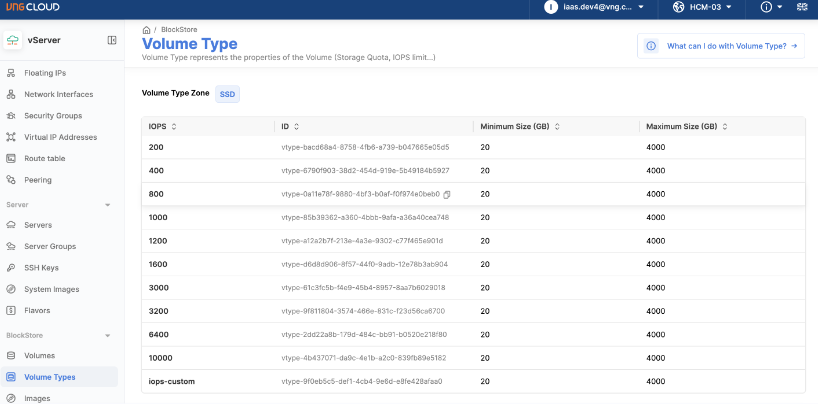 VNG CLOUD
I iaas.dev4@vng.c... HCM-03
vServer
Floating IPs
Network Interfaces
Security Groups
Virtual IP Addresses
Route table
Peering
Server
Servers
Server Groups
SSH Keys
System Images
Flavors
BlockStore
Volumes
Volume Types
Images
/ BlockStore
Volume Type
Volume Type represents the properties of the Volume (Storage Quota, IOPS limit...)
What can I do with Volume Type? →
Volume Type Zone SSD
IOPS ID Minimum Size (GB) Maximum Size (GB)
200 vtype-bacd68a4-8758-4fb6-a739-b047665e05d5 20 4000
400 vtype-6790f903-38d2-454d-919e-5b49184b5927 20 4000
800 vtype-0a11e78f-9880-4bf3-b0af-f0f974e0beb0 20 4000
1000 vtype-85b39362-a360-4bbb-9afa-a36a40cea748 20 4000
1200 vtype-a12a2b7f-213e-4a3e-9302-c77f465e901d 20 4000
1600 vtype-d6d8d906-8f57-44f0-9adb-12e78b3ab904 20 4000
3000 vtype-61c3fc5b-f4e9-45b4-8957-8aa7b6029018 20 4000
3200 vtype-9f811804-3574-466e-831c-f23d56ca6700 20 4000
6400 vtype-2dd22a8b-179d-484c-bb91-b0520e218f80 20 4000
10000 vtype-4b437071-da9c-4e1b-a2c0-839fb89e5182 20 4000
iops-custom vtype-9f0eb5c5-def1-4cb4-9e6d-e8fe428afaa0 20 4000